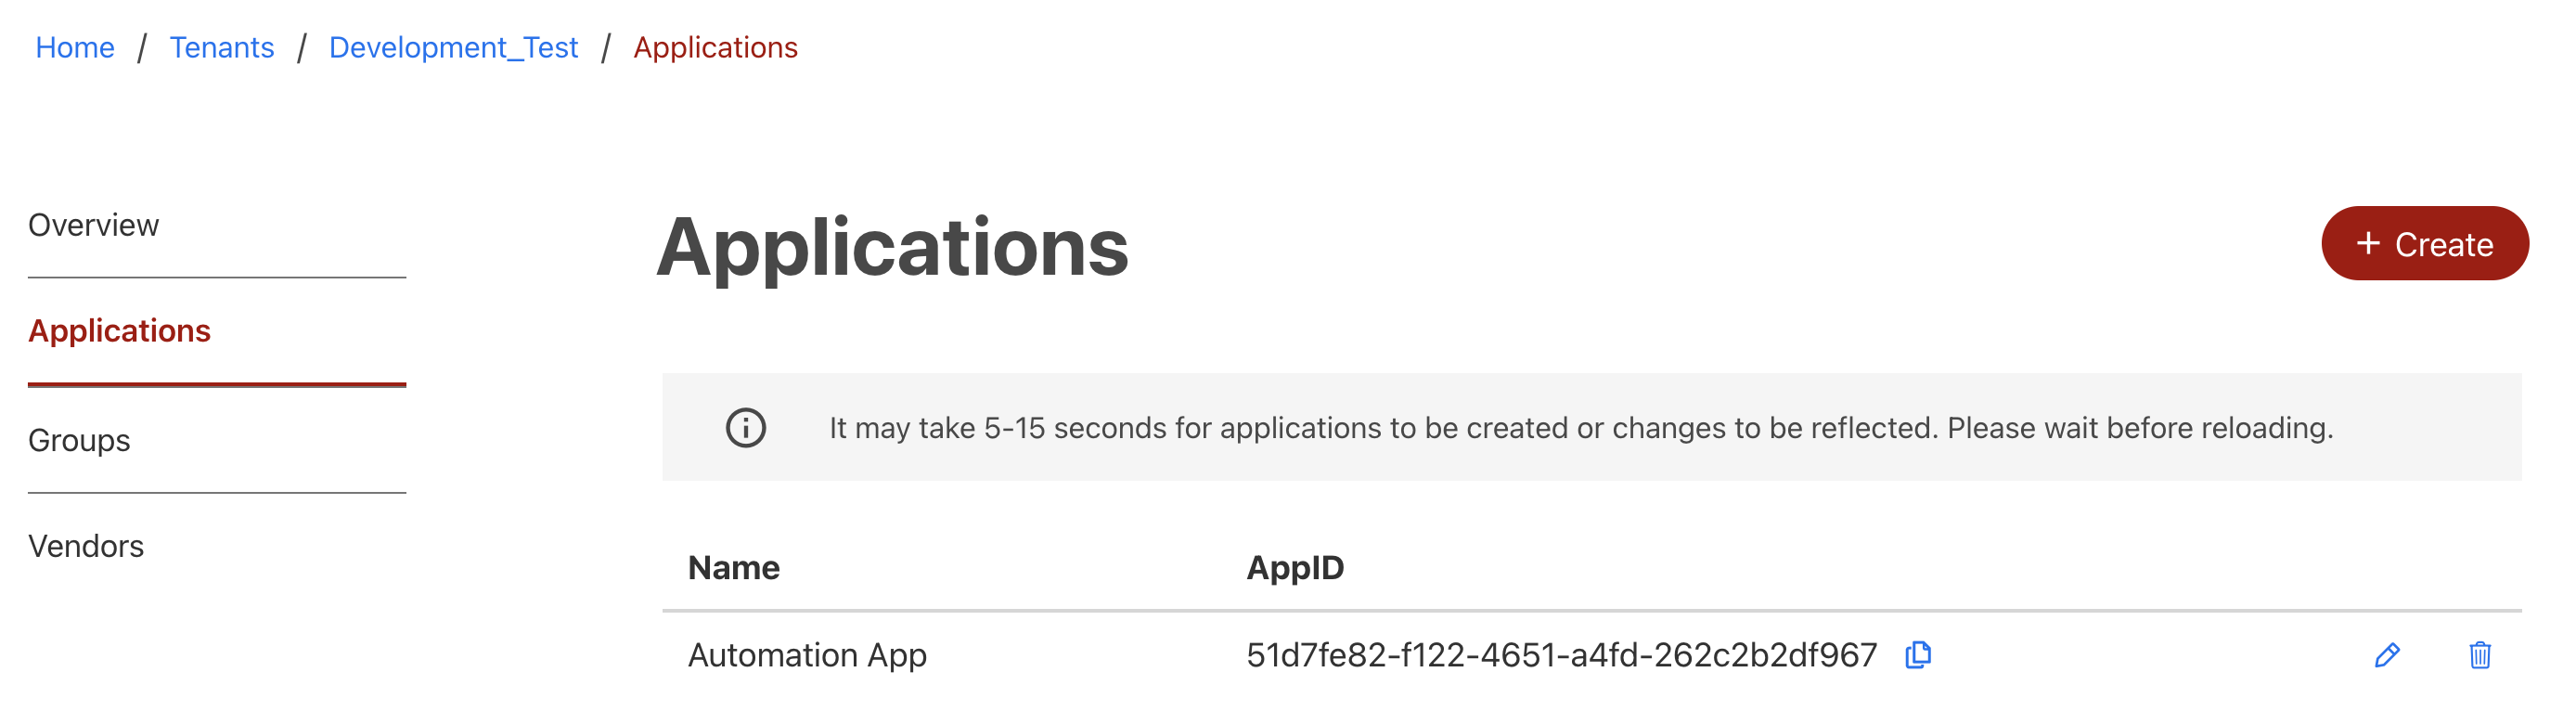 Home / Tenants / Development_Test / Applications
Overview
Applications
Groups
Vendors
Applications
+ Create
It may take 5-15 seconds for applications to be created or changes to be reflected. Please wait before reloading.
Name AppID
Automation App 51d7fe82-f122-4651-a4fd-262c2b2df967